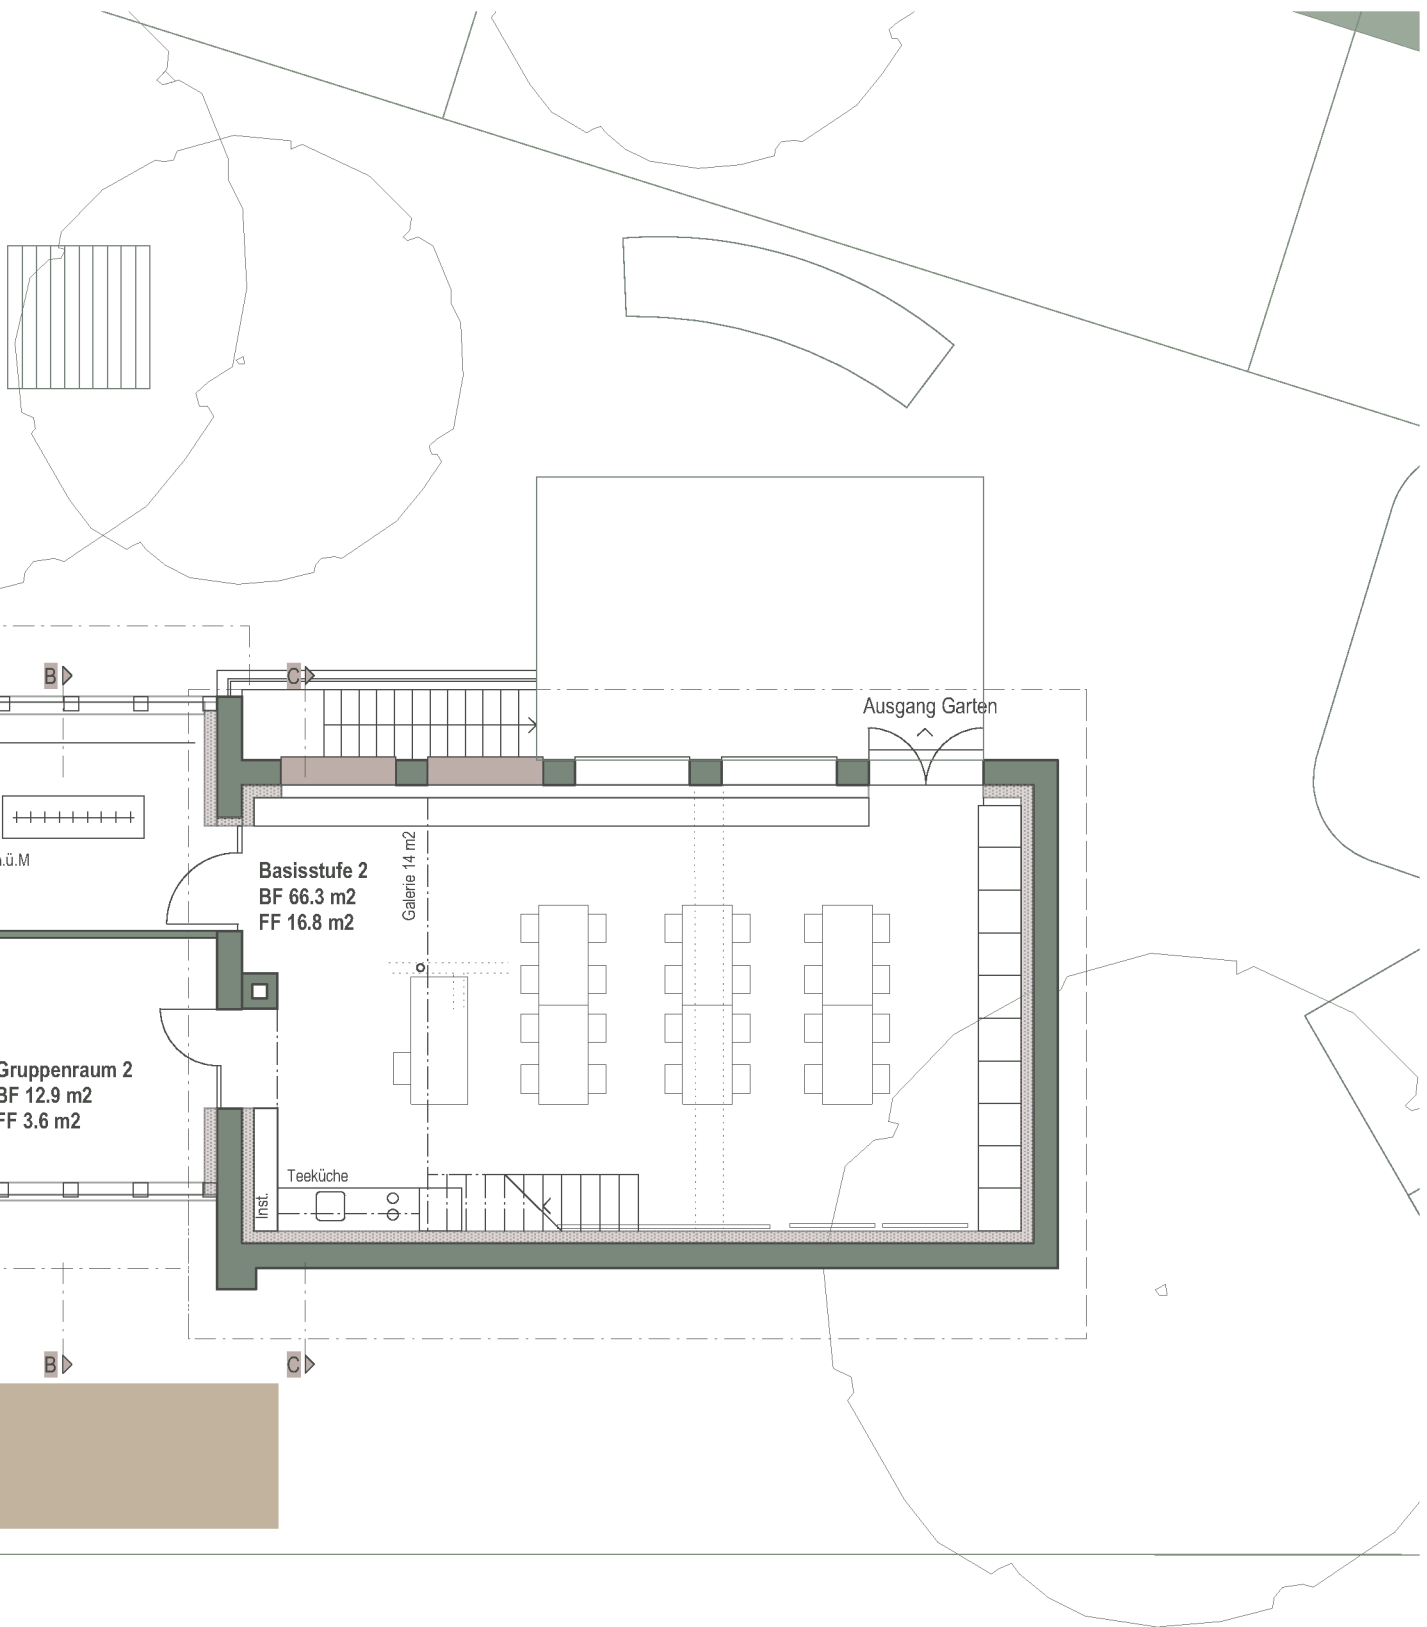 B
C
Ausgang Garten
ü.M
Basisstufe 2
BF 66.3 m2
FF 16.8 m2
Galerie 14 m2
Gruppenraum 2
BF 12.9 m2
FF 3.6 m2
Teeküche
Inst.
B
C